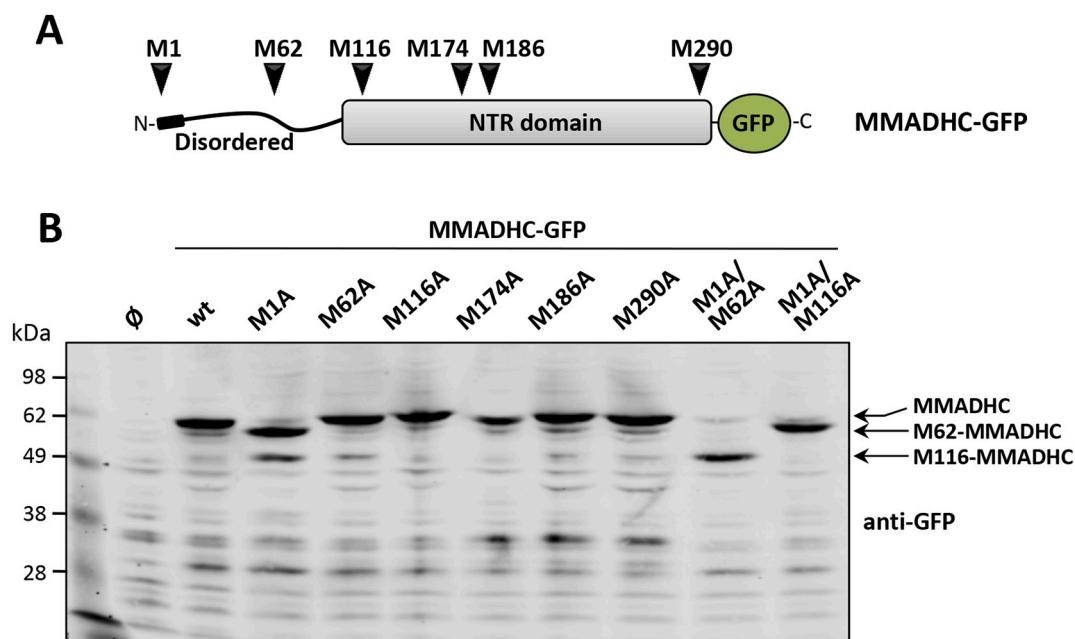 A
M1 M62 M116 M174 M186 M290
N- Disordered NTR domain GFP -C MMADHC-GFP
B
MMADHC-GFP
kDa Ø wt M1A M62A M116A M174A M186A M290A M1A/ M62A M1A/ M116A
98
62
49
38
28
MMADHC
M62-MMADHC
M116-MMADHC
anti-GFP